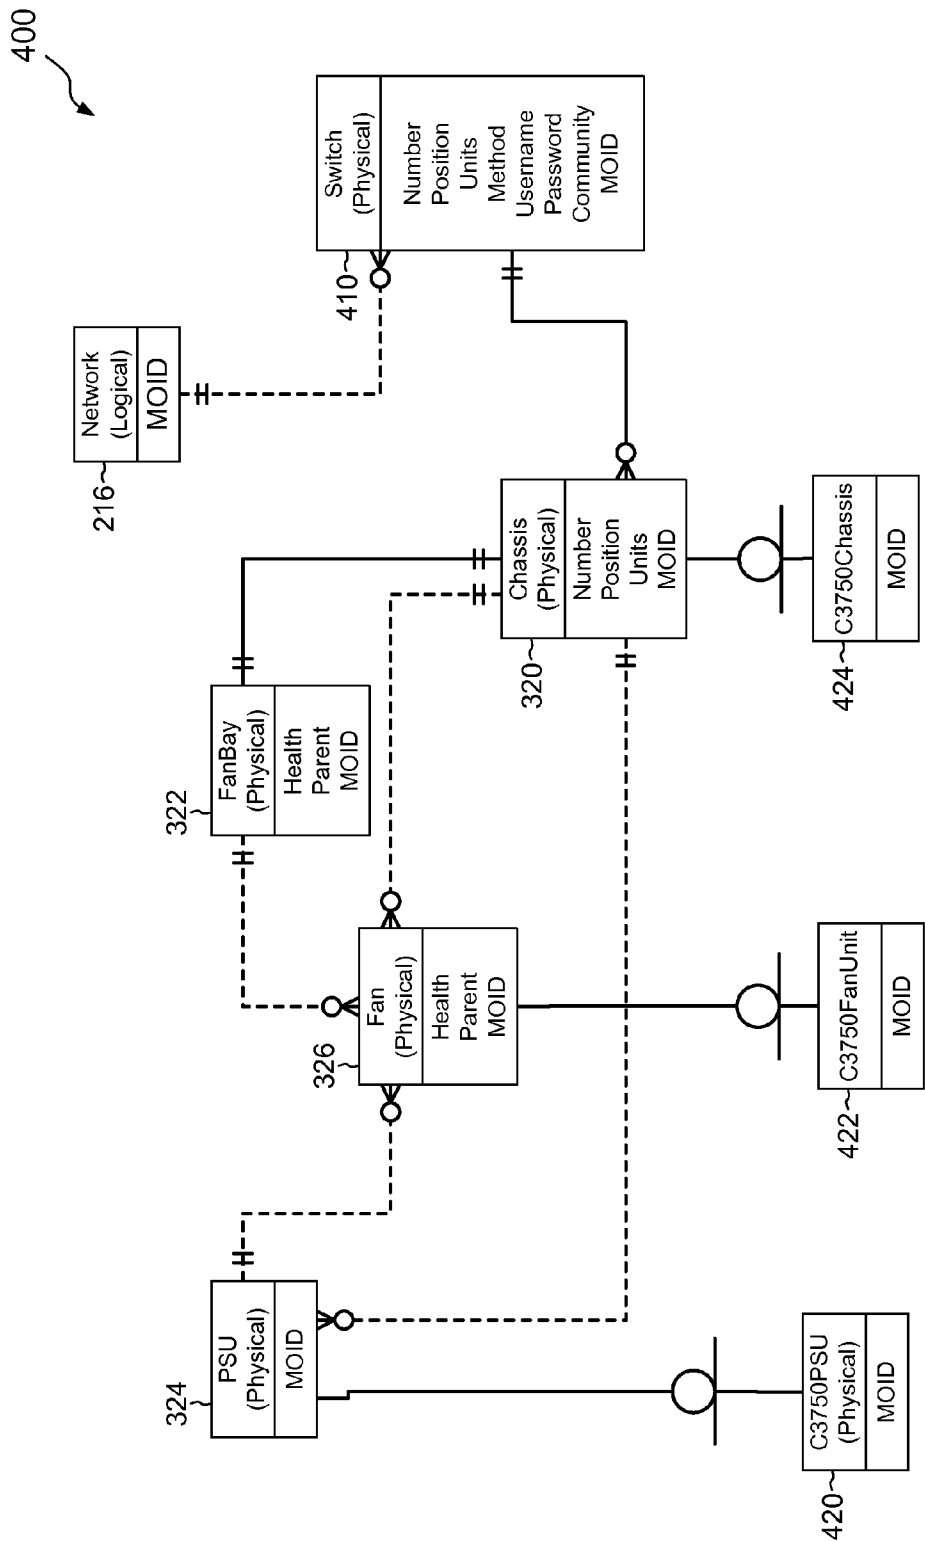 400
Network
(Logical)
MOID
216
Switch
(Physical)
Number
Position
Units
Method
Username
Password
Community
MOID
410
FanBay
(Physical)
Health
Parent
MOID
322
Chassis
(Physical)
Number
Position
Units
MOID
320
PSU
(Physical)
MOID
324
Fan
(Physical)
Health
Parent
MOID
326
C3750PSU
(Physical)
MOID
420
C3750FanUnit
MOID
422
C3750Chassis
MOID
424